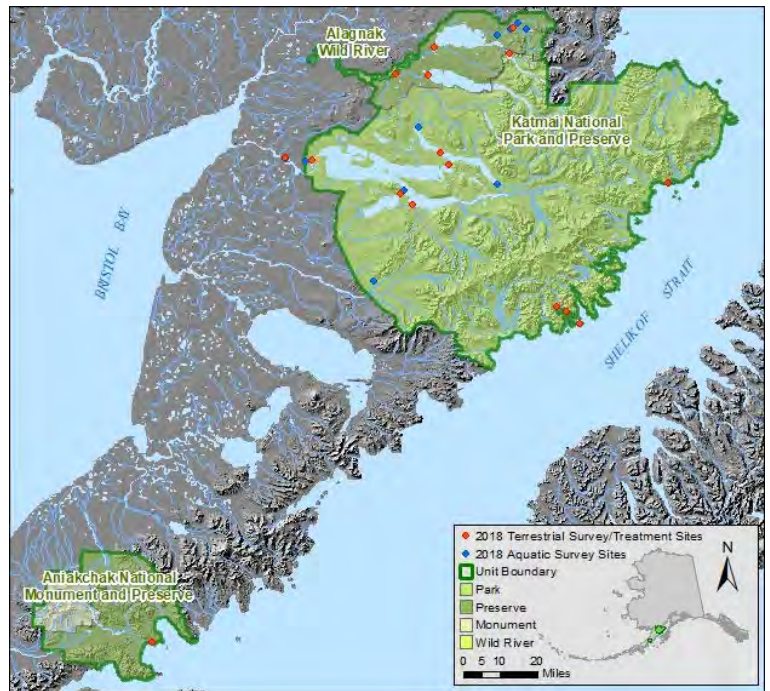 Alagnak
Wild River
Katmai National
Park and Preserve
BRISTOL BAY
SHELIKOF STRAIT
Aniakchak National
Monument and Preserve
2018 Terrestrial Survey/Treatment Sites
2018 Aquatic Survey Sites
Unit Boundary
Park
Preserve
Monument
Wild River
N
0 5 10 20
Miles